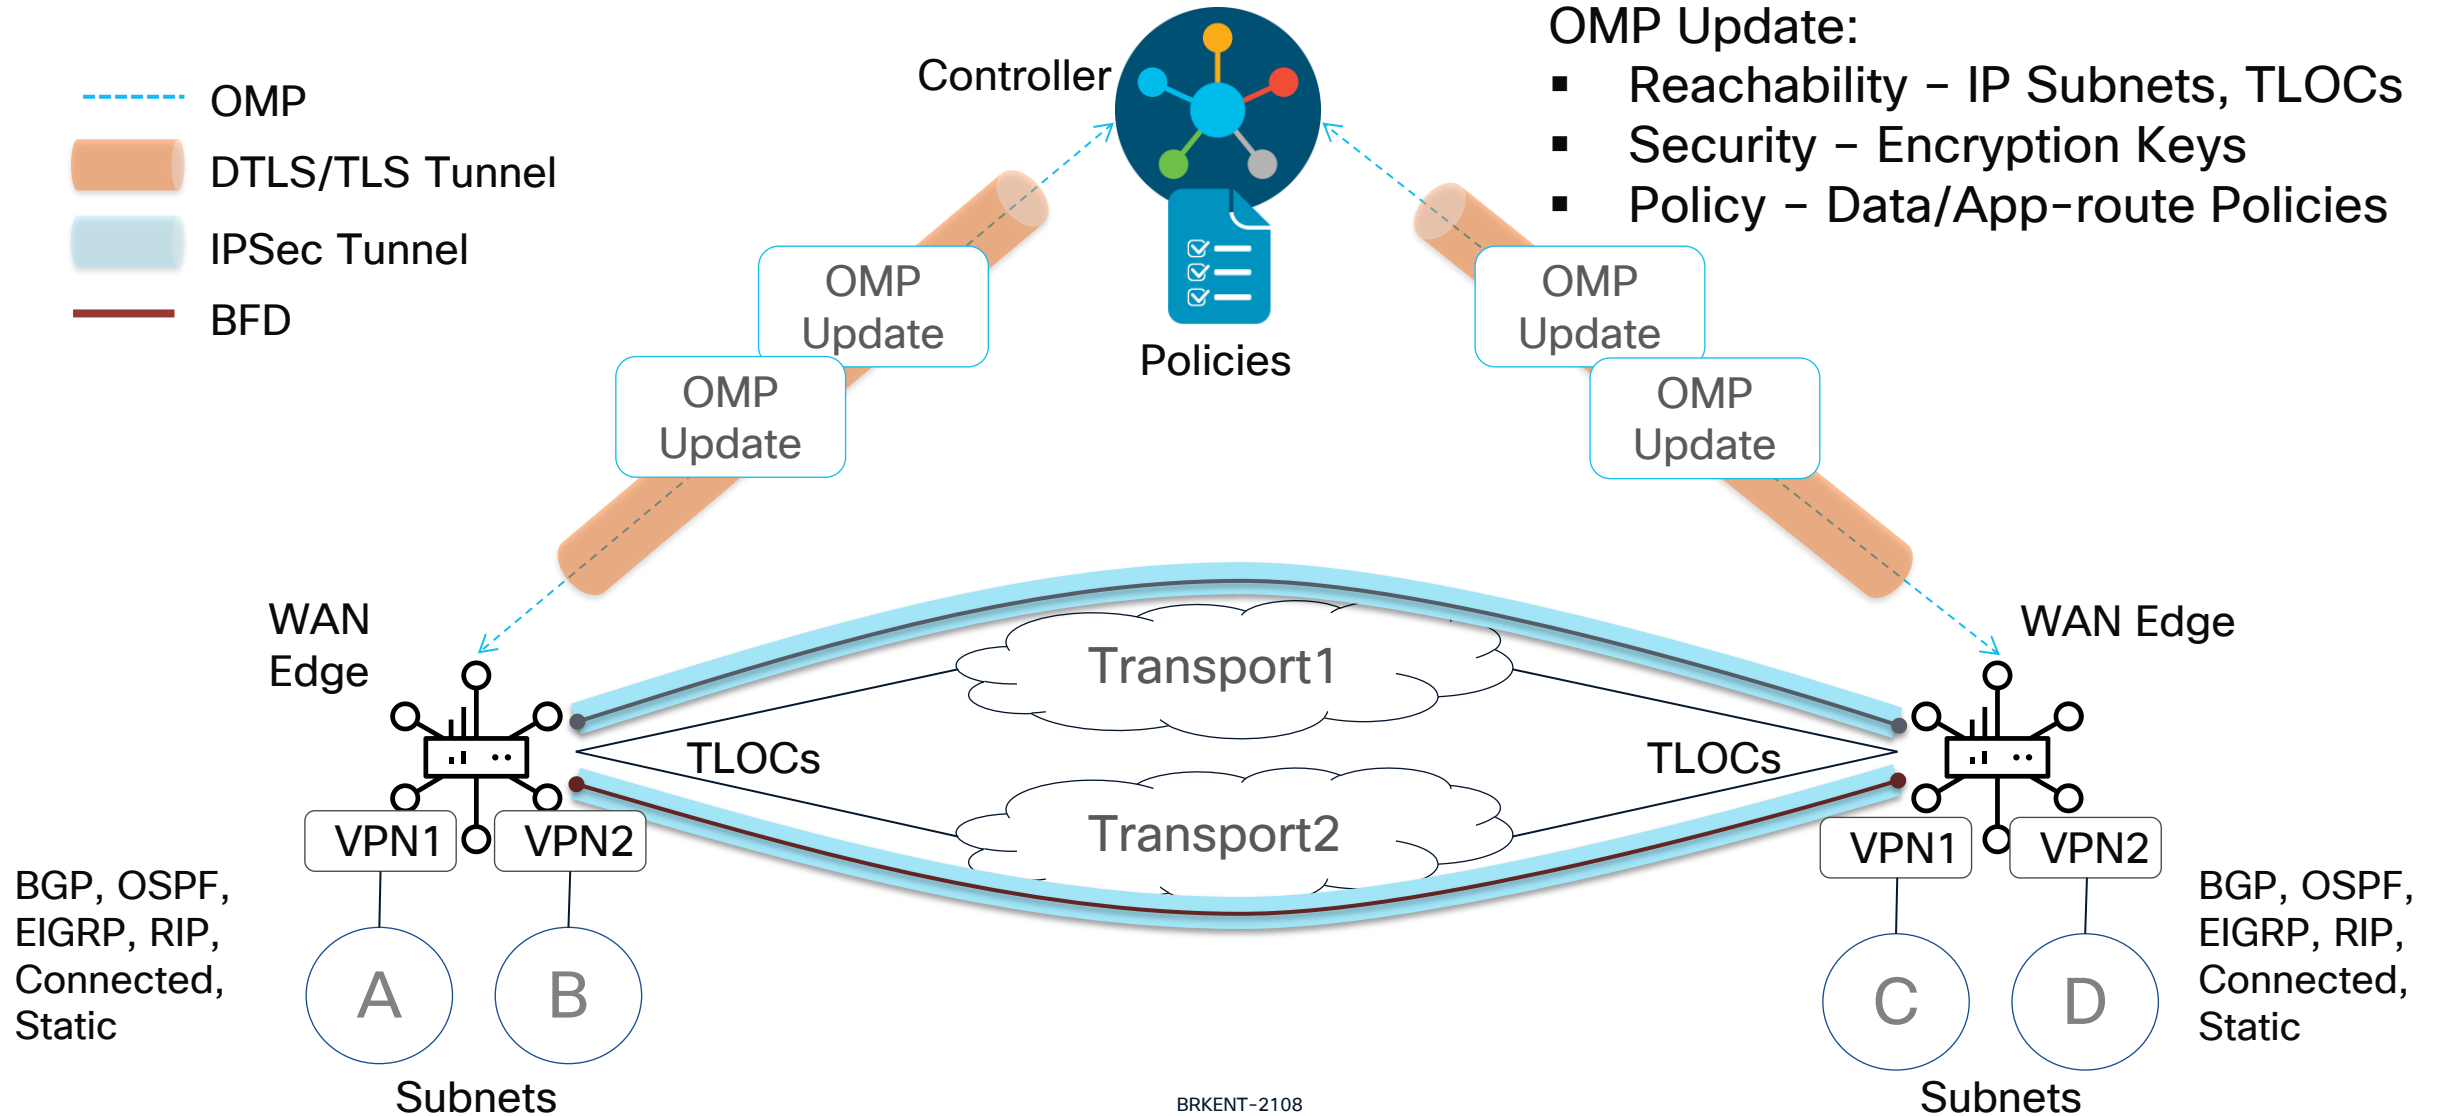 Controller
OMP Update:
▪ Reachability – IP Subnets, TLOCs
▪ Security – Encryption Keys
▪ Policy – Data/App-route Policies
OMP
DTLS/TLS Tunnel
IPSec Tunnel
BFD
OMP
Update
OMP
Update
Policies
OMP
Update
OMP
Update
WAN
Edge
WAN Edge
Transport1
TLOCs
TLOCs
Transport2
VPN1
VPN2
VPN1
VPN2
BGP, OSPF,
EIGRP, RIP,
Connected,
Static
A
B
C
D
BGP, OSPF,
EIGRP, RIP,
Connected,
Static
Subnets
BRKENT-2108
Subnets